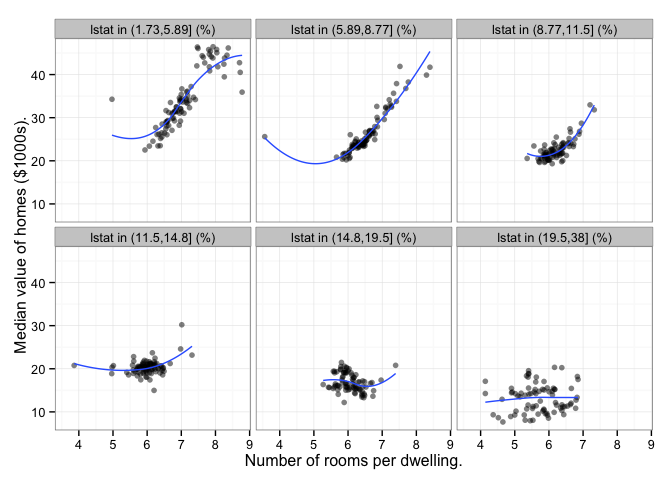 lstat in (1.73,5.89] (%) lstat in (5.89,8.77] (%) lstat in (8.77,11.5] (%)
40
30
20
10
lstat in (11.5,14.8] (%) lstat in (14.8,19.5] (%) lstat in (19.5,38] (%)
40
30
20
10
Median value of homes ($1000s).
4 5 6 7 8 9 4 5 6 7 8 9 4 5 6 7 8 9
Number of rooms per dwelling.